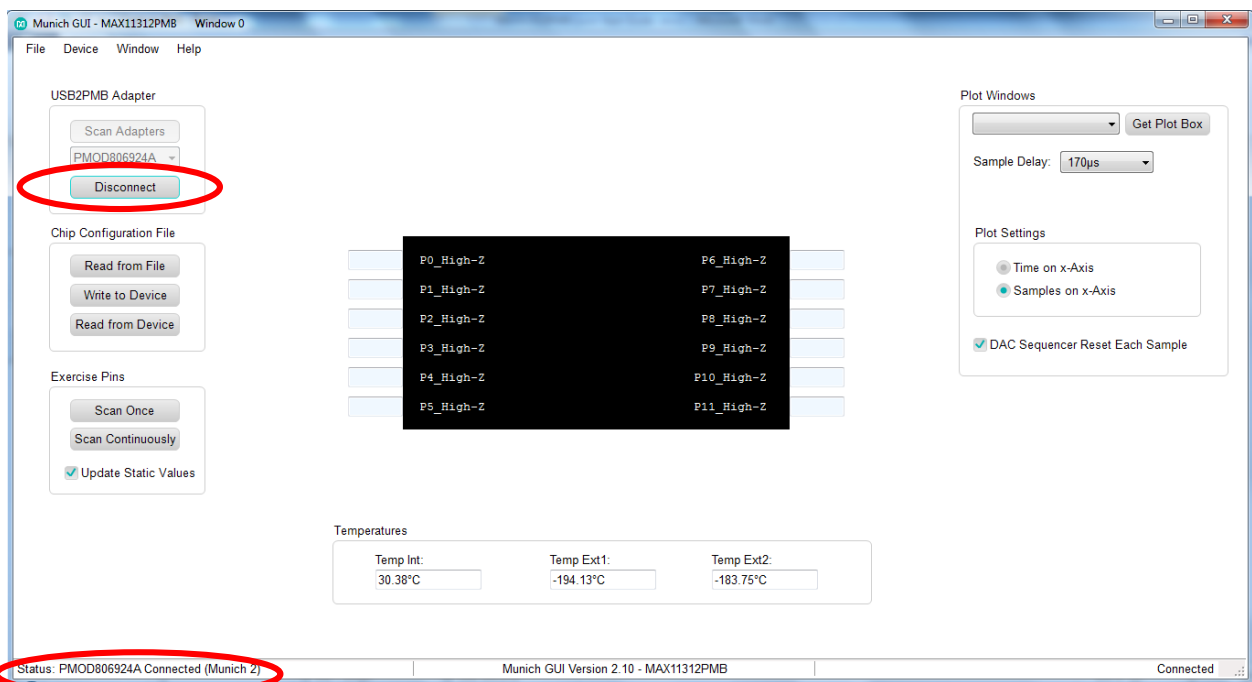 Munich GUI - MAX11312PMB Window 0
File Device Window Help
USB2PMB Adapter
Scan Adapters
PMOD806924A
Disconnect
Chip Configuration File
Read from File
Write to Device
Read from Device
Exercise Pins
Scan Once
Scan Continuously
Update Static Values
P0_High-Z P6_High-Z
P1_High-Z P7_High-Z
P2_High-Z P8_High-Z
P3_High-Z P9_High-Z
P4_High-Z P10_High-Z
P5_High-Z P11_High-Z
Temperatures
Temp Int: Temp Ext1: Temp Ext2:
30.38°C -194.13°C -183.75°C
Plot Windows
Get Plot Box
Sample Delay: 170µs
Plot Settings
Time on x-Axis
Samples on x-Axis
DAC Sequencer Reset Each Sample
Status: PMOD806924A Connected (Munich 2) Munich GUI Version 2.10 - MAX11312PMB Connected